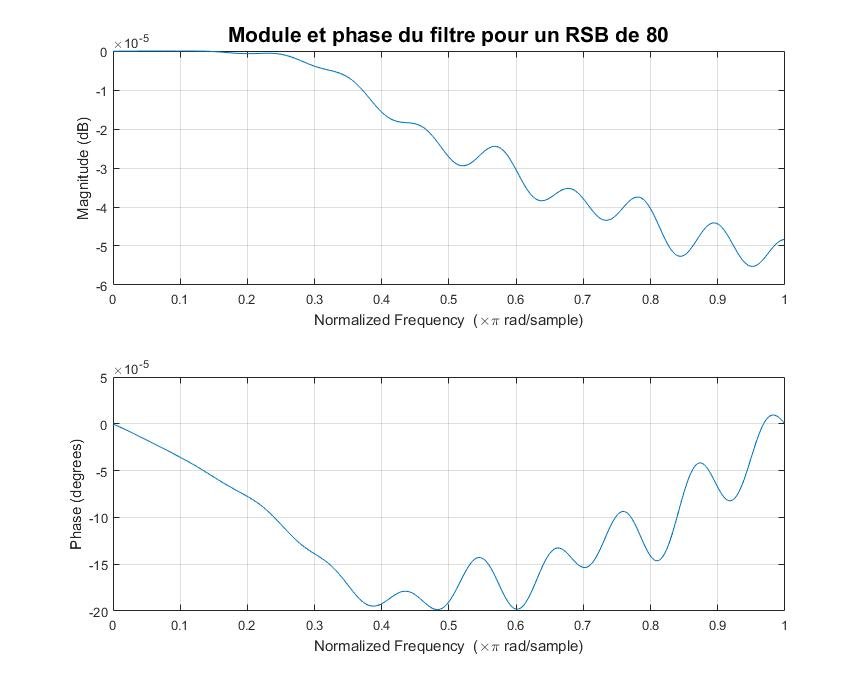 Module et phase du filtre pour un RSB de 80
×10-5
0
-1
-2
-3
-4
-5
-6
Magnitude (dB)
0 0.1 0.2 0.3 0.4 0.5 0.6 0.7 0.8 0.9 1
Normalized Frequency (×π rad/sample)
×10-5
5
0
-5
-10
-15
-20
Phase (degrees)
0 0.1 0.2 0.3 0.4 0.5 0.6 0.7 0.8 0.9 1
Normalized Frequency (×π rad/sample)